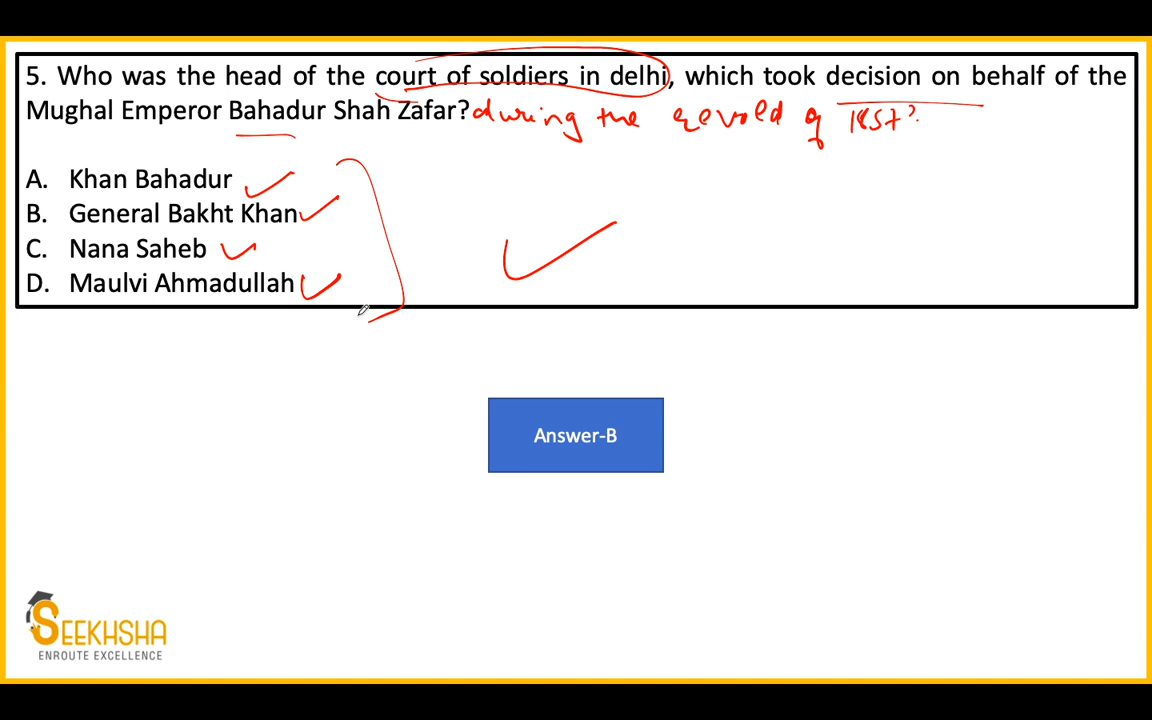 5. Who was the head of the court of soldiers in delhi, which took decision on behalf of the
Mughal Emperor Bahadur Shah Zafar? during the revold of 1857?
A. Khan Bahadur
B. General Bakht Khan
C. Nana Saheb
D. Maulvi Ahmadullah
Answer-B
SEEKHSHA
ENROUTE EXCELLENCE